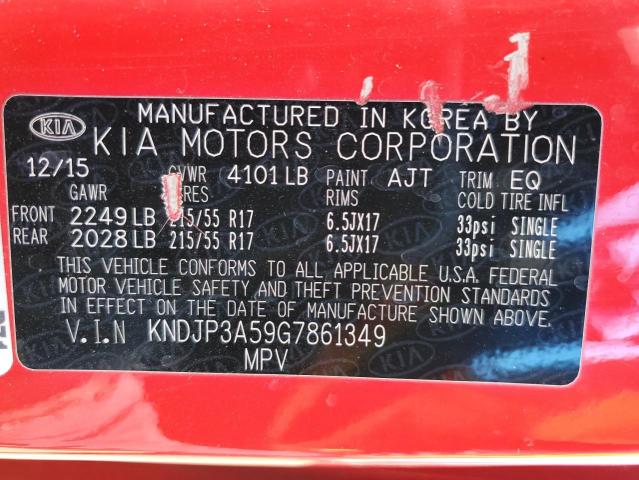 MANUFACTURED IN KOREA BY
KIA KIA MOTORS CORPORATION
12/15 GVWR 4101 LB PAINT AJT TRIM EQ
GAWR RIMS COLD TIRE INFL
FRONT 2249 LB 215/55 R17 6.5JX17 33psi SINGLE
REAR 2028 LB 215/55 R17 6.5JX17 33psi SINGLE
THIS VEHICLE CONFORMS TO ALL APPLICABLE U.S.A. FEDERAL
MOTOR VEHICLE SAFETY AND THEFT PREVENTION STANDARDS
IN EFFECT ON THE DATE OF MANUFACTURE SHOWN ABOVE.
V.I.N KNDJP3A59G7861349
MPV